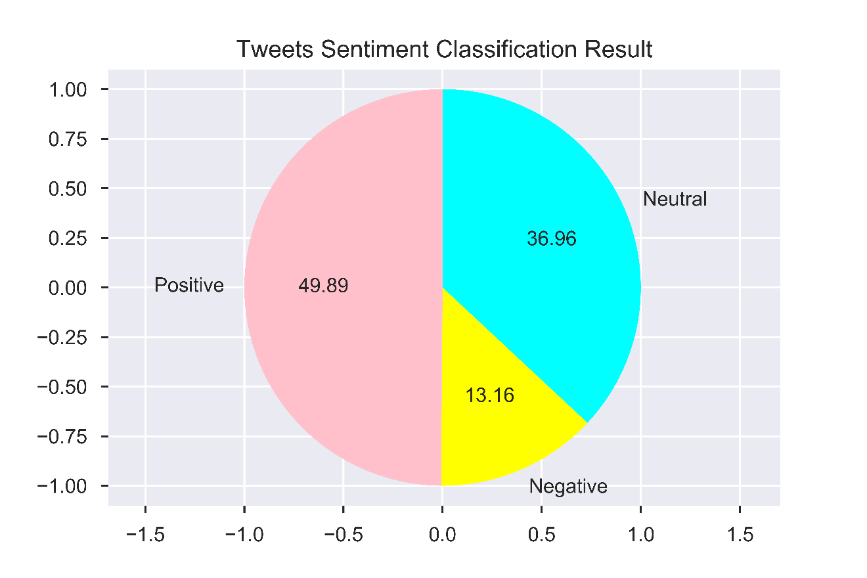 Tweets Sentiment Classification Result
1.00
0.75
0.50
Neutral
0.25
36.96
0.00
Positive
49.89
−0.25
−0.50
13.16
−0.75
−1.00
Negative
−1.5 −1.0 −0.5 0.0 0.5 1.0 1.5